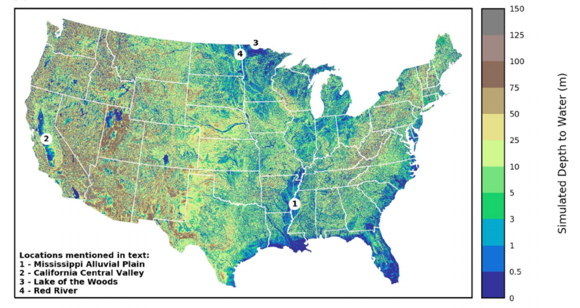 3
4
2
1
Locations mentioned in text:
1 - Mississippi Alluvial Plain
2 - California Central Valley
3 - Lake of the Woods
4 - Red River
150
125
100
75
50
25
10
5
3
1
0.5
0
Simulated Depth to Water (m)